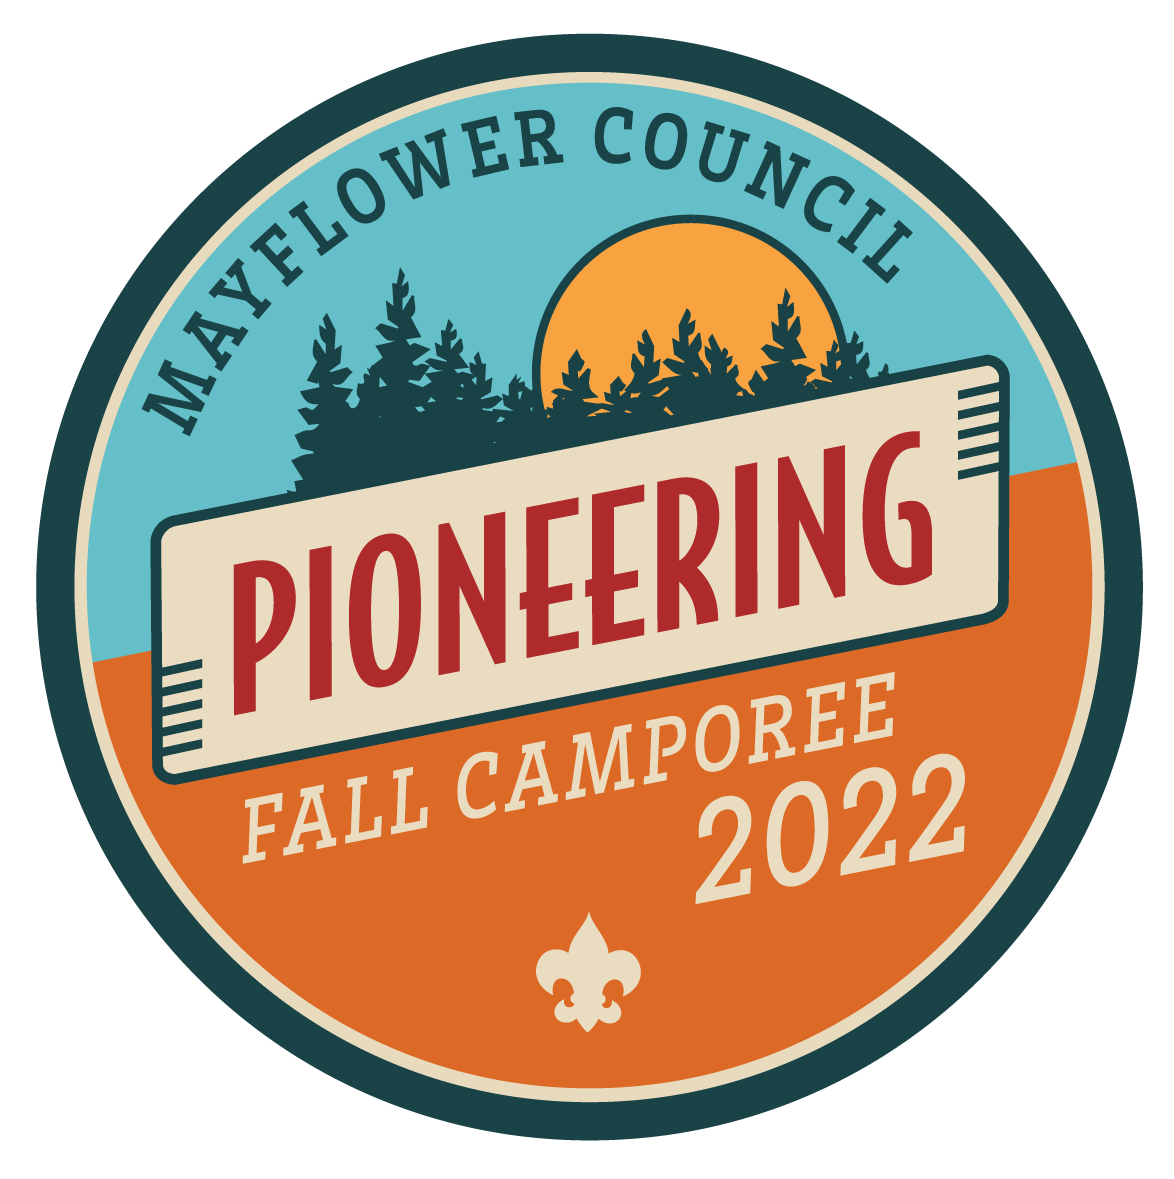 MAYFLOWER COUNCIL
PIONEERING
FALL CAMPOREE
2022